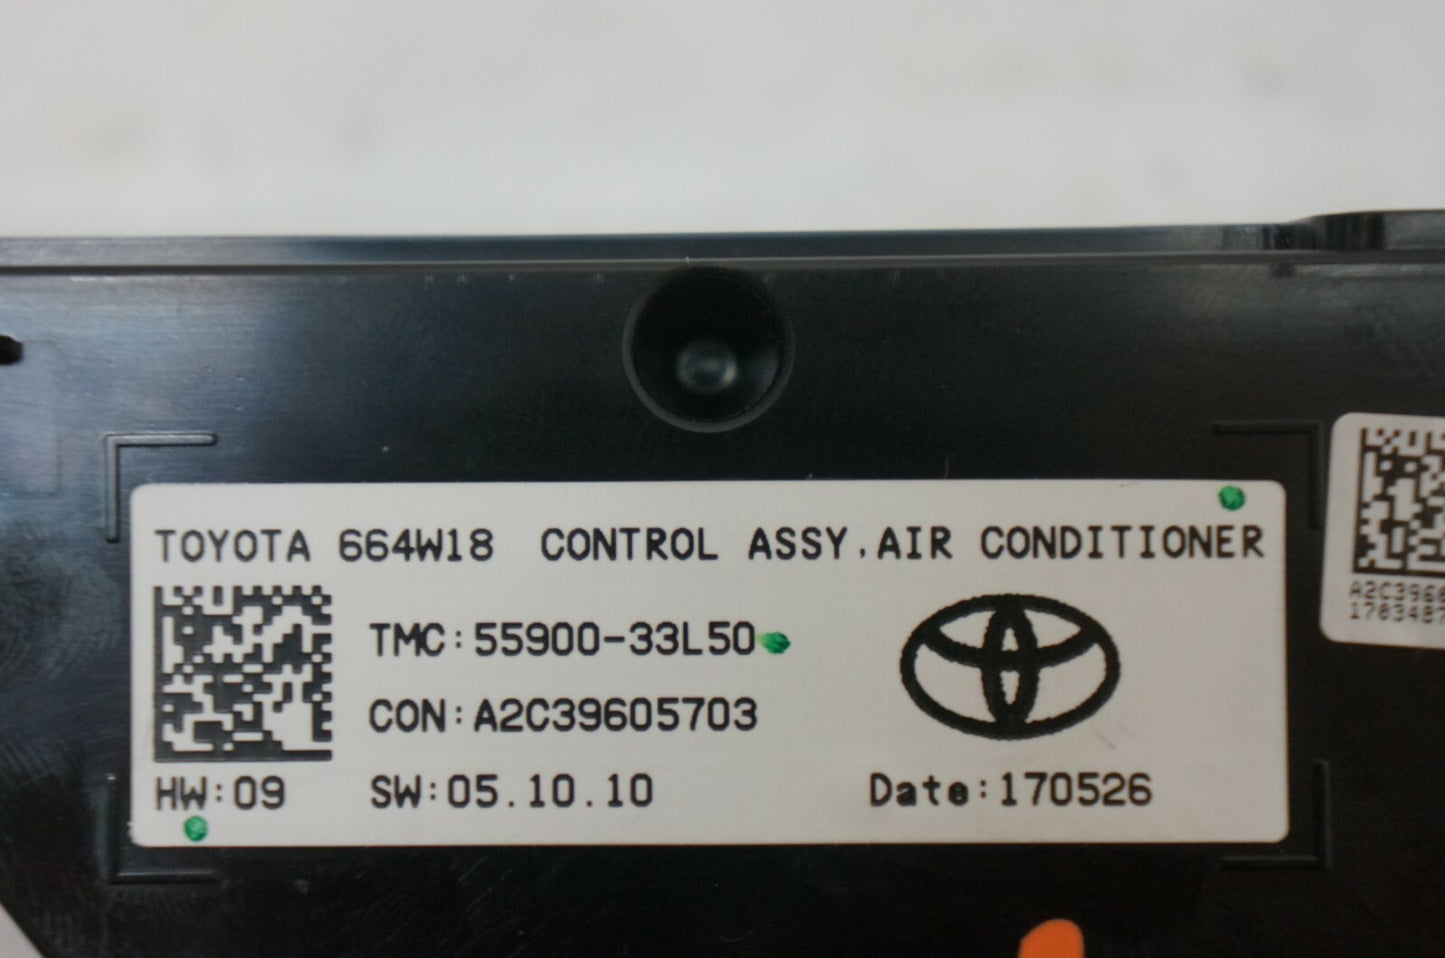 TOYOTA 664W18 CONTROL ASSY,AIR CONDITIONER
TMC:55900-33L50
CON:A2C39605703
HW:09 SW:05.10.10 Date:170526